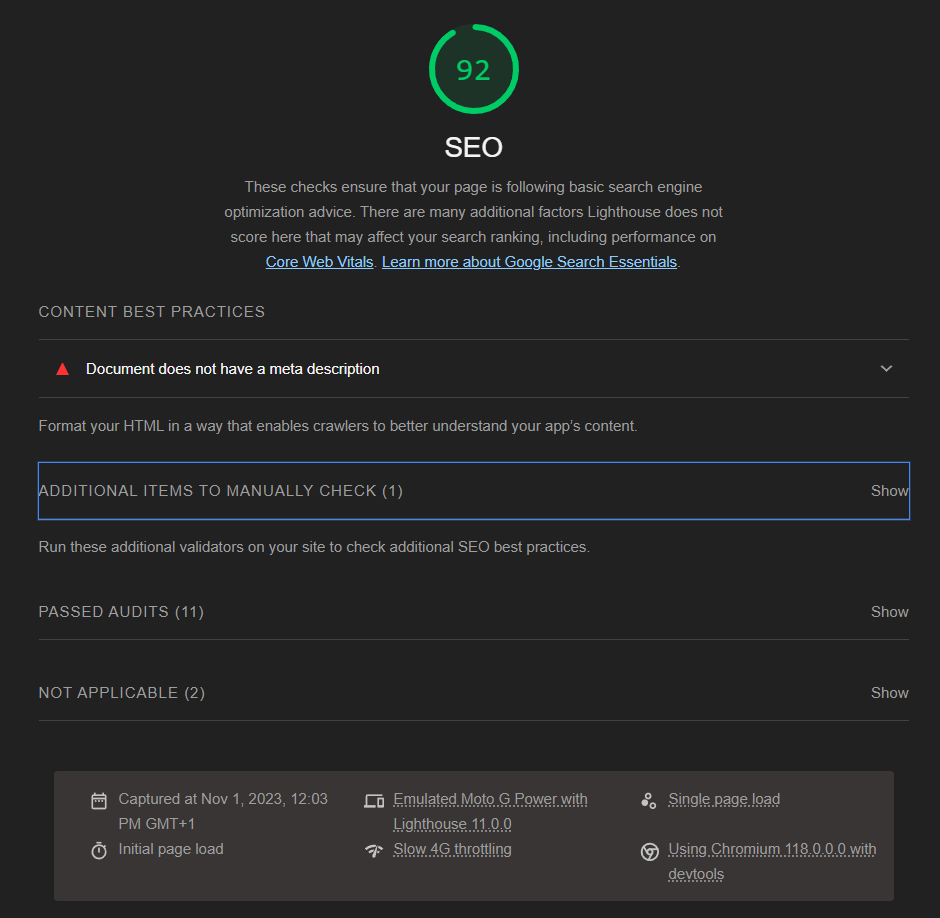 92
SEO
These checks ensure that your page is following basic search engine
optimization advice. There are many additional factors Lighthouse does not
score here that may affect your search ranking, including performance on
Core Web Vitals. Learn more about Google Search Essentials.
CONTENT BEST PRACTICES
Document does not have a meta description
Format your HTML in a way that enables crawlers to better understand your app’s content.
ADDITIONAL ITEMS TO MANUALLY CHECK (1)
Show
Run these additional validators on your site to check additional SEO best practices.
PASSED AUDITS (11)
Show
NOT APPLICABLE (2)
Show
Captured at Nov 1, 2023, 12:03
PM GMT+1
Emulated Moto G Power with
Lighthouse 11.0.0
Single page load
Initial page load
Slow 4G throttling
Using Chromium 118.0.0.0 with
devtools